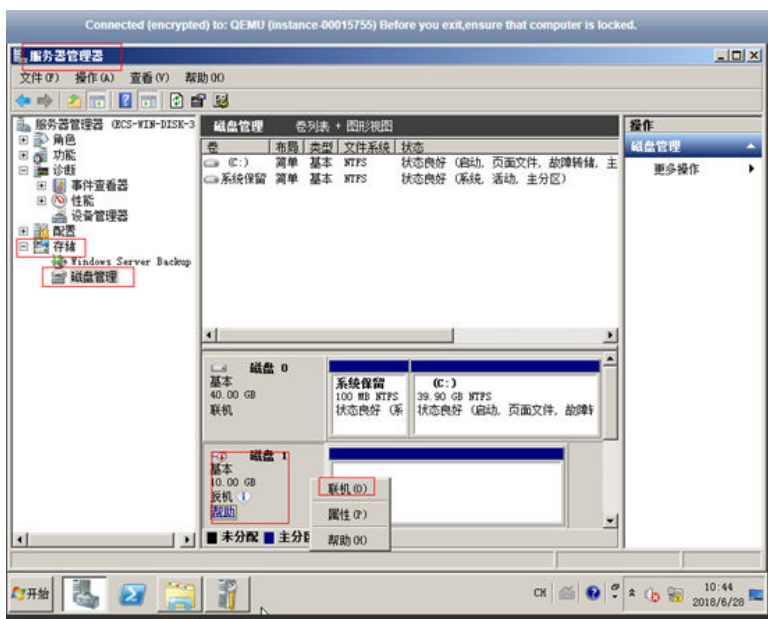 Connected (encrypted) to: QEMU (instance-00015755) Before you exit,ensure that computer is locked.
服务器管理器
文件(F) 操作(A) 查看(V) 帮助(H)
服务器管理器 (ECS-WIN-DISK-3
角色
功能
诊断
事件查看器
性能
设备管理器
配置
存储
Windows Server Backup
磁盘管理
磁盘管理 卷列表 + 图形视图
卷 布局 类型 文件系统 状态
(C:) 简单 基本 NTFS 状态良好 (启动, 页面文件, 故障转储, 主
系统保留 简单 基本 NTFS 状态良好 (系统, 活动, 主分区)
磁盘 0
基本
40.00 GB
联机
系统保留
100 MB NTFS
状态良好 (系
(C:)
39.90 GB NTFS
状态良好 (启动, 页面文件, 故障转
磁盘 1
基本
10.00 GB
脱机
帮助
联机(O)
属性(P)
帮助(H)
未分配 主分区
操作
磁盘管理
更多操作
开始
CH
10:44
2018/6/28